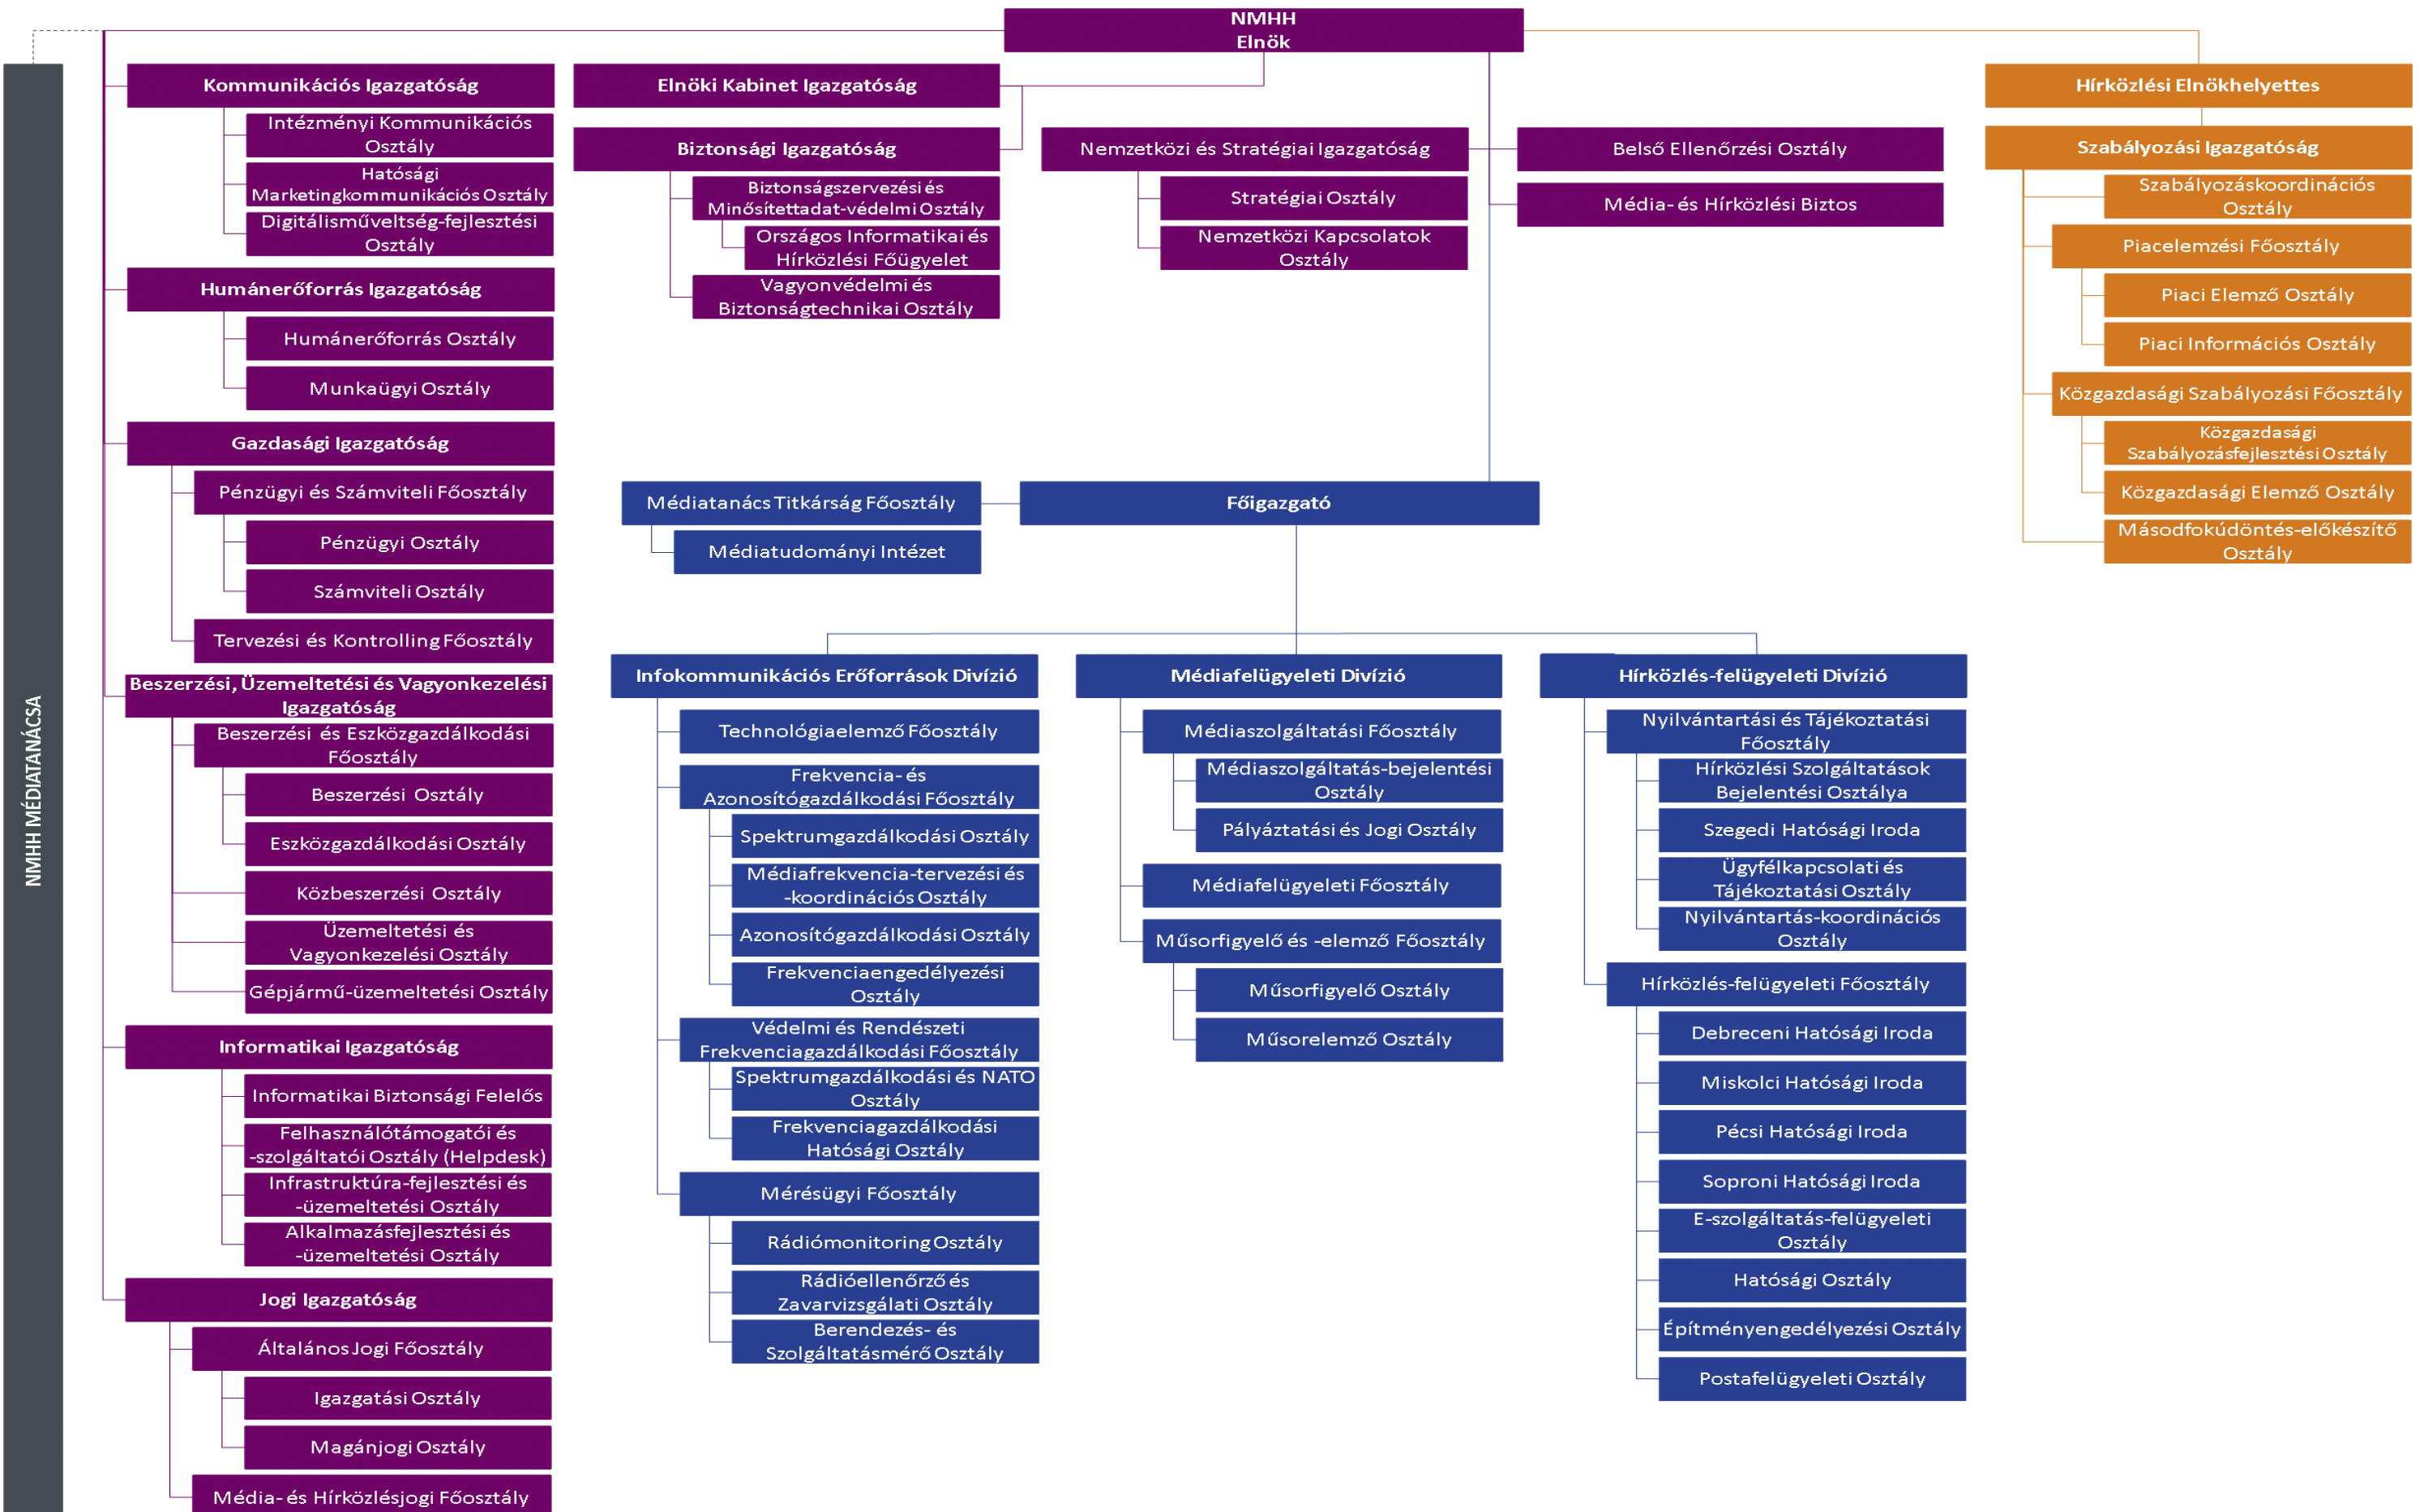 NMHH
Elnök
NMHH MÉDIATANÁCSA
Kommunikációs Igazgatóság
Intézményi Kommunikációs
Osztály
Hatósági
Marketingkommunikációs Osztály
Digitálisműveltség-fejlesztési
Osztály
Humánerőforrás Igazgatóság
Humánerőforrás Osztály
Munkaügyi Osztály
Gazdasági Igazgatóság
Pénzügyi és Számviteli Főosztály
Pénzügyi Osztály
Számviteli Osztály
Tervezési és Kontrolling Főosztály
Beszerzési, Üzemeltetési és Vagyonkezelési
Igazgatóság
Beszerzési és Eszközgazdálkodási
Főosztály
Beszerzési Osztály
Eszközgazdálkodási Osztály
Közbeszerzési Osztály
Üzemeltetési és
Vagyonkezelési Osztály
Gépjármű-üzemeltetési Osztály
Informatikai Igazgatóság
Informatikai Biztonsági Felelős
Felhasználótámogatói és
-szolgáltatói Osztály (Helpdesk)
Infrastruktúra-fejlesztési és
-üzemeltetési Osztály
Alkalmazásfejlesztési és
-üzemeltetési Osztály
Jogi Igazgatóság
Általános Jogi Főosztály
Igazgatási Osztály
Magánjogi Osztály
Média- és Hírközlésjogi Főosztály
Elnöki Kabinet Igazgatóság
Biztonsági Igazgatóság
Biztonságszervezési és
Minősítettadat-védelmi Osztály
Országos Informatikai és
Hírközlési Főügyelet
Vagyonvédelmi és
Biztonságtechnikai Osztály
Nemzetközi és Stratégiai Igazgatóság
Stratégiai Osztály
Nemzetközi Kapcsolatok
Osztály
Belső Ellenőrzési Osztály
Média- és Hírközlési Biztos
Főigazgató
Médiatanács Titkárság Főosztály
Médiatudományi Intézet
Infokommunikációs Erőforrások Divízió
Technológiaelemző Főosztály
Frekvencia- és
Azonosítógazdálkodási Főosztály
Spektrumgazdálkodási Osztály
Médiafrekvencia-tervezési és
-koordinációs Osztály
Azonosítógazdálkodási Osztály
Frekvenciaengedélyezési
Osztály
Védelmi és Rendészeti
Frekvenciagazdálkodási Főosztály
Spektrumgazdálkodási és NATO
Osztály
Frekvenciagazdálkodási
Hatósági Osztály
Mérésügyi Főosztály
Rádiómonitoring Osztály
Rádióellenőrző és
Zavarvizsgálati Osztály
Berendezés- és
Szolgáltatásmérő Osztály
Médiafelügyeleti Divízió
Médiaszolgáltatási Főosztály
Médiaszolgáltatás-bejelentési
Osztály
Pályáztatási és Jogi Osztály
Médiafelügyeleti Főosztály
Műsorfigyelő és -elemző Főosztály
Műsorfigyelő Osztály
Műsorelemző Osztály
Hírközlés-felügyeleti Divízió
Nyilvántartási és Tájékoztatási
Főosztály
Hírközlési Szolgáltatások
Bejelentési Osztálya
Szegedi Hatósági Iroda
Ügyfélkapcsolati és
Tájékoztatási Osztály
Nyilvántartás-koordinációs
Osztály
Hírközlés-felügyeleti Főosztály
Debreceni Hatósági Iroda
Miskolci Hatósági Iroda
Pécsi Hatósági Iroda
Soproni Hatósági Iroda
E-szolgáltatás-felügyeleti
Osztály
Hatósági Osztály
Építményengedélyezési Osztály
Postafelügyeleti Osztály
Hírközlési Elnökhelyettes
Szabályozási Igazgatóság
Szabályozáskoordinációs
Osztály
Piacelemzési Főosztály
Piaci Elemző Osztály
Piaci Információs Osztály
Közgazdasági Szabályozási Főosztály
Közgazdasági
Szabályozásfejlesztési Osztály
Közgazdasági Elemző Osztály
Másodfokúdöntés-előkészítő
Osztály